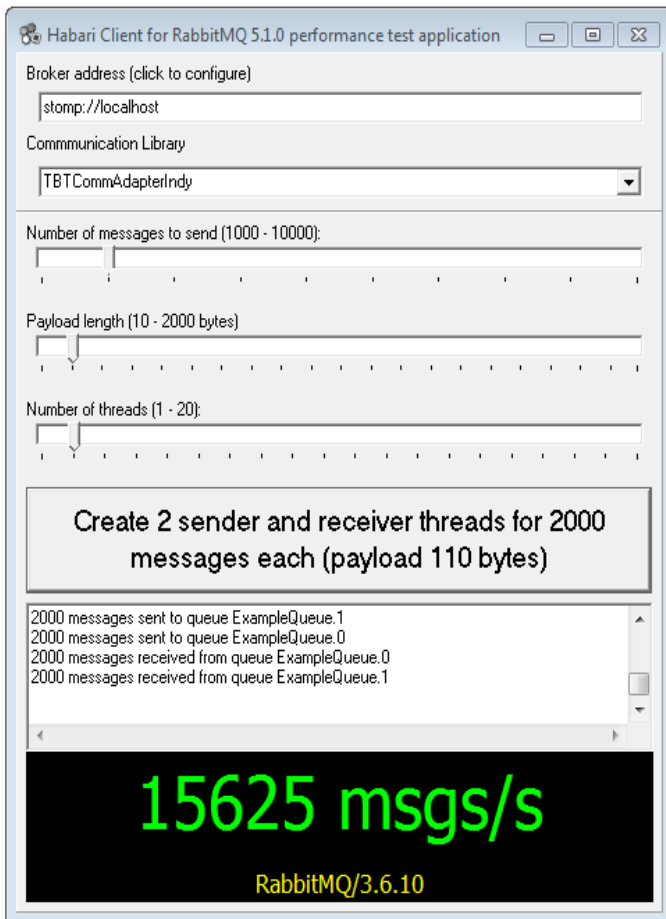 Habari Client for RabbitMQ 5.1.0 performance test application
Broker address (click to configure)
stomp://localhost
Commmunication Library
TBTCommAdapterIndy
Number of messages to send (1000 - 10000):
Payload length (10 - 2000 bytes)
Number of threads (1 - 20):
Create 2 sender and receiver threads for 2000
messages each (payload 110 bytes)
2000 messages sent to queue ExampleQueue.1
2000 messages sent to queue ExampleQueue.0
2000 messages received from queue ExampleQueue.0
2000 messages received from queue ExampleQueue.1
15625 msgs/s
RabbitMQ/3.6.10